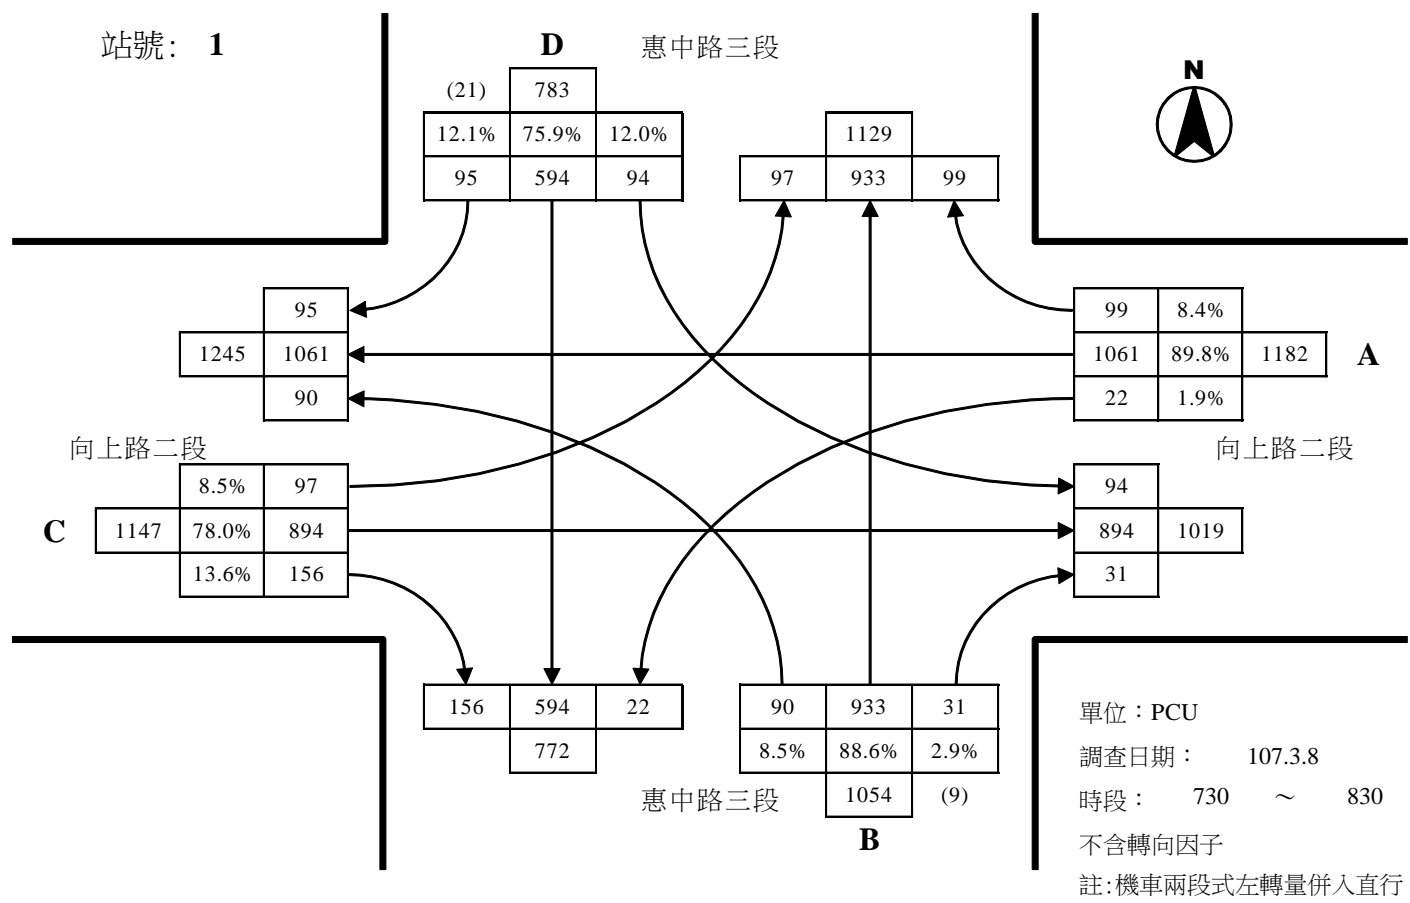 站號: 1
D 惠中路三段
N
(21) 783
12.1% 75.9% 12.0%
95 594 94
1129
97 933 99
95
1245 1061
90
99 8.4%
1061 89.8% 1182 A
22 1.9%
向上路二段
向上路二段
8.5% 97
C 1147 78.0% 894
13.6% 156
94
894 1019
31
156 594 22
772
90 933 31
8.5% 88.6% 2.9%
惠中路三段 1054 (9)
B
單位：PCU
調查日期： 107.3.8
時段： 730 ～ 830
不含轉向因子
註:機車兩段式左轉量併入直行